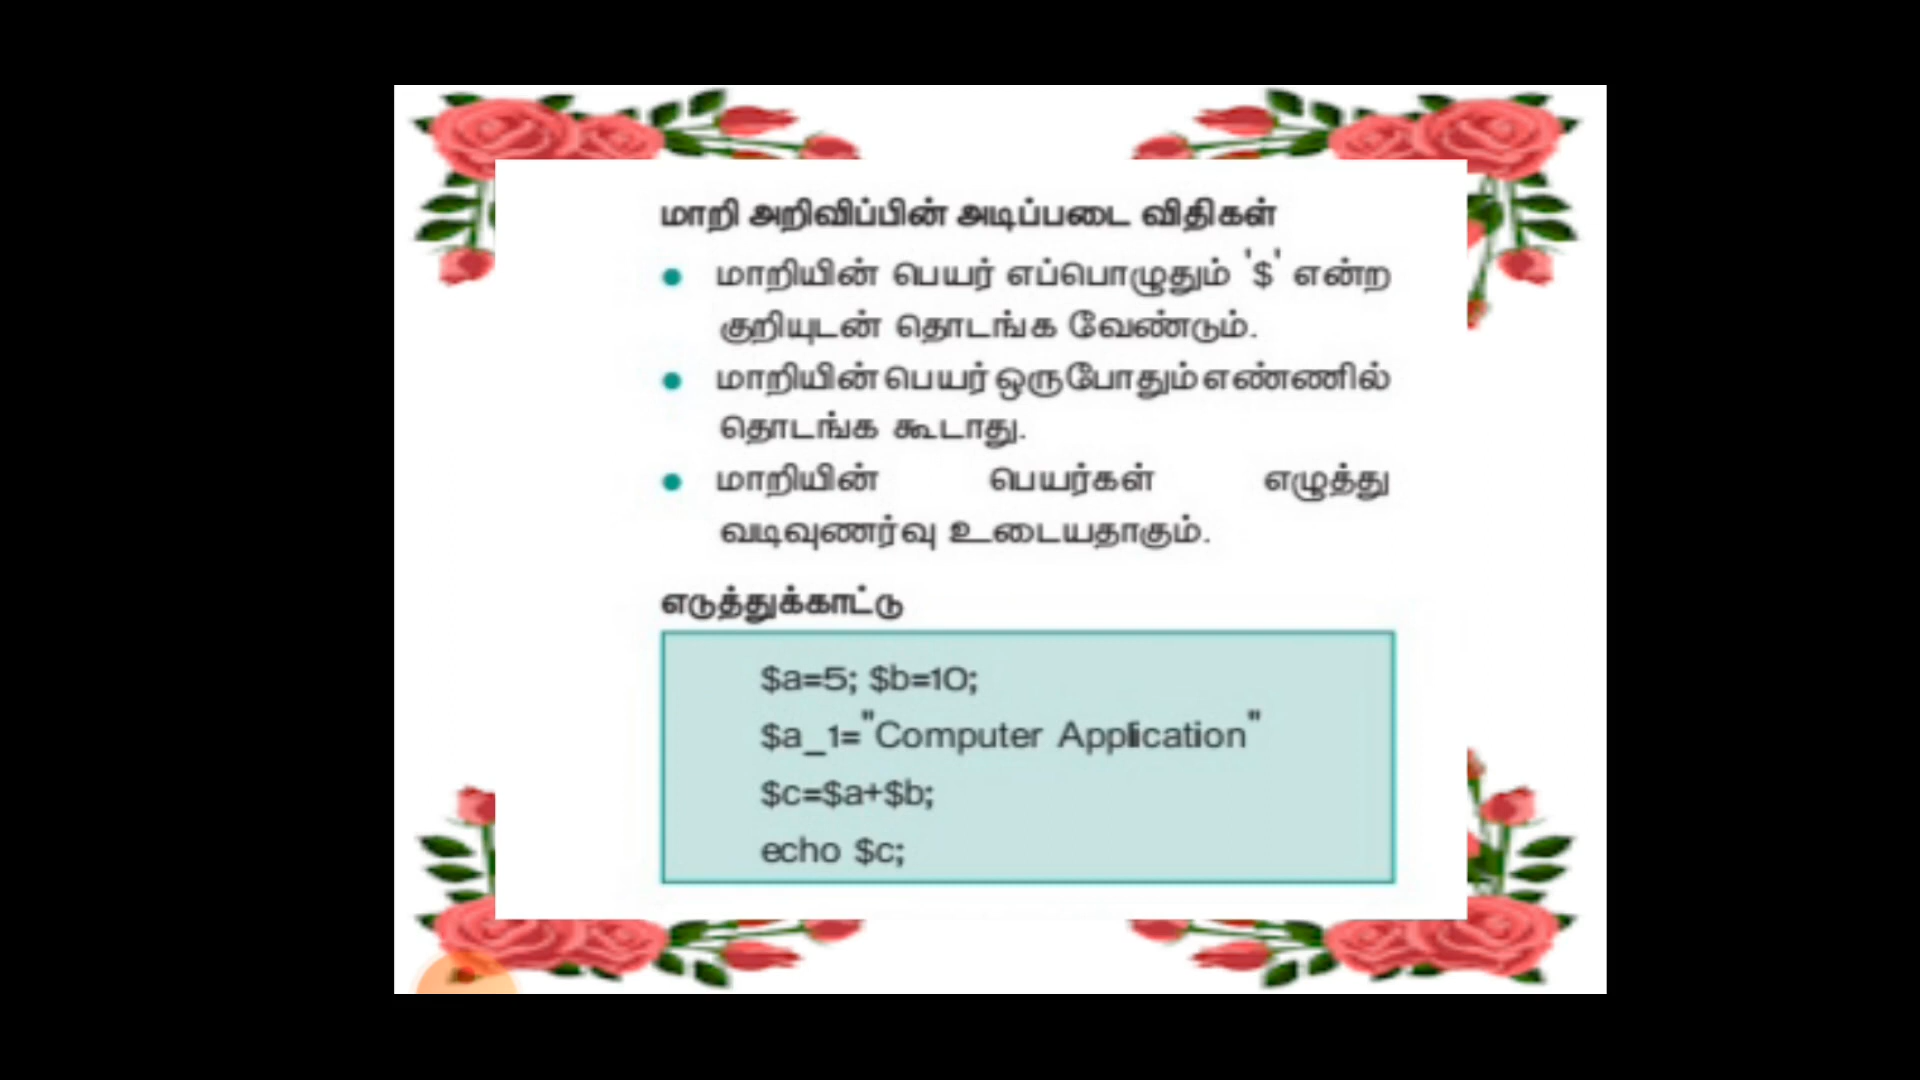 மாறி அறிவிப்பின் அடிப்படை விதிகள்
மாறியின் பெயர் எப்பொழுதும் '$' என்ற
குறியுடன் தொடங்க வேண்டும்.
மாறியின் பெயர் ஒருபோதும் எண்ணில்
தொடங்க கூடாது.
மாறியின் பெயர்கள் எழுத்து
வடிவுணர்வு உடையதாகும்.
எடுத்துக்காட்டு
$a=5; $b=10;
$a_1="Computer Application"
$c=$a+$b;
echo $c;